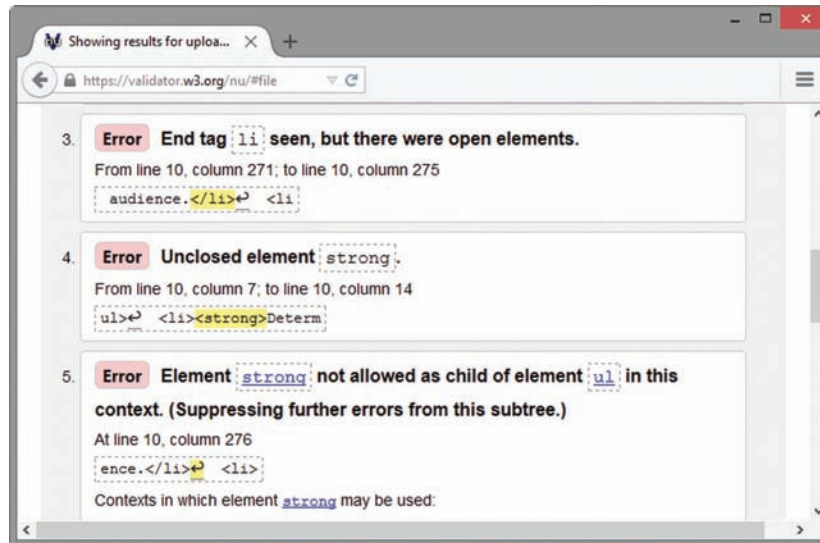 Showing results for uploa...
https://validator.w3.org/nu/#file
3. Error End tag li seen, but there were open elements.
From line 10, column 271; to line 10, column 275
audience.</li>↩ <li
4. Error Unclosed element strong.
From line 10, column 7; to line 10, column 14
ul>↩ <li><strong>Determ
5. Error Element strong not allowed as child of element ul in this
context. (Suppressing further errors from this subtree.)
At line 10, column 276
ence.</li>↩ <li>
Contexts in which element strong may be used: